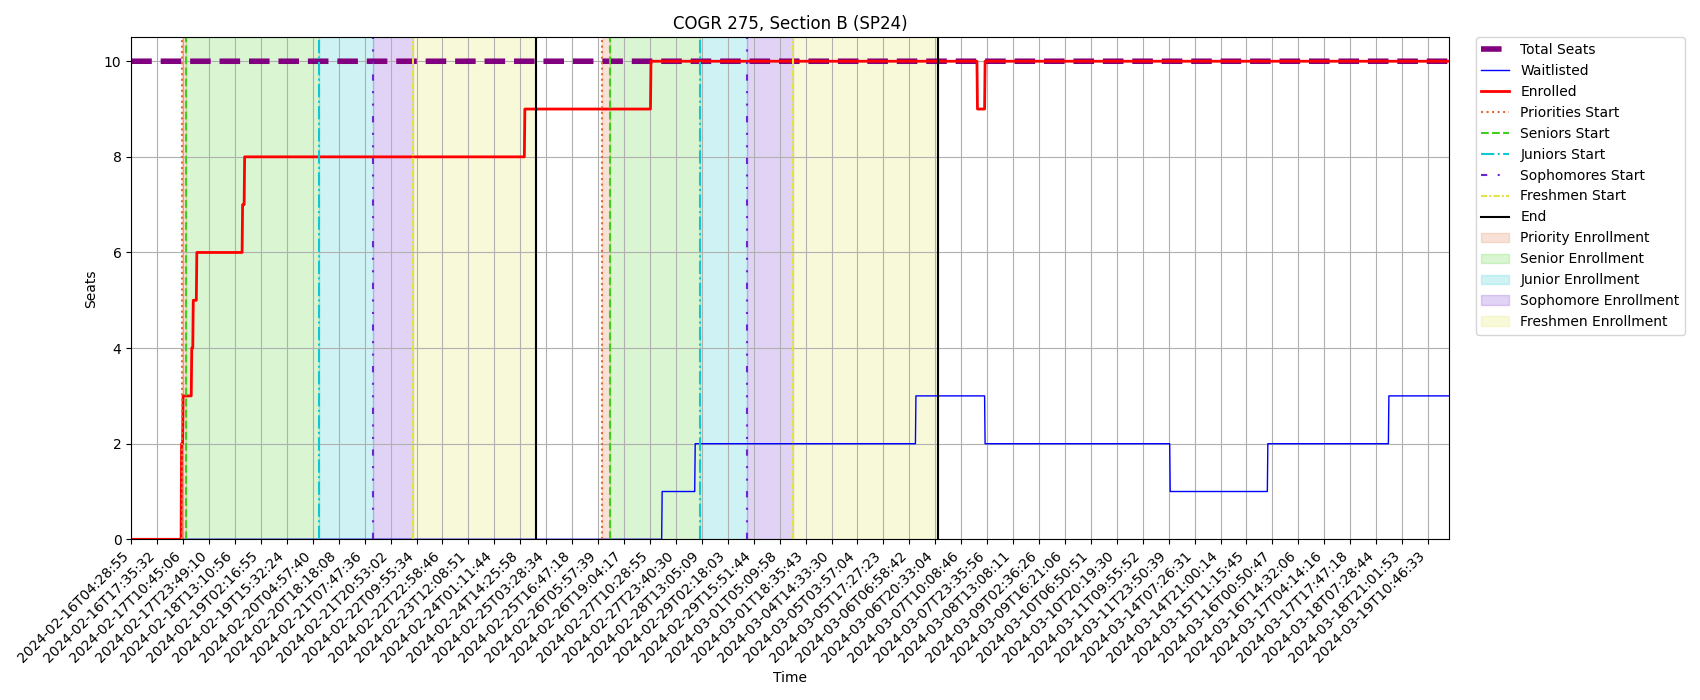 COGR 275, Section B (SP24)
Seats
10
8
6
4
2
0
2024-02-16T04:28:55
2024-02-16T17:35:32
2024-02-17T10:45:06
2024-02-17T23:49:10
2024-02-18T13:10:56
2024-02-19T02:16:55
2024-02-19T15:32:24
2024-02-20T04:57:40
2024-02-20T18:18:08
2024-02-21T07:47:36
2024-02-21T20:53:02
2024-02-22T09:55:34
2024-02-22T22:58:46
2024-02-23T12:08:51
2024-02-24T01:11:44
2024-02-24T14:25:58
2024-02-25T03:28:34
2024-02-25T16:47:18
2024-02-26T05:57:39
2024-02-26T19:04:17
2024-02-27T10:28:55
2024-02-27T23:40:30
2024-02-28T13:05:09
2024-02-29T02:18:03
2024-02-29T15:51:44
2024-03-01T05:09:58
2024-03-01T18:35:43
2024-03-04T14:33:30
2024-03-05T03:57:04
2024-03-05T17:27:23
2024-03-06T06:58:42
2024-03-06T20:33:04
2024-03-07T10:08:46
2024-03-07T23:35:56
2024-03-08T13:08:11
2024-03-09T02:36:26
2024-03-09T16:21:06
2024-03-10T06:50:51
2024-03-10T20:19:30
2024-03-11T09:55:52
2024-03-11T23:50:39
2024-03-14T07:26:31
2024-03-14T21:00:14
2024-03-15T11:15:45
2024-03-16T00:50:47
2024-03-16T14:32:06
2024-03-17T04:14:16
2024-03-17T17:47:18
2024-03-18T07:28:44
2024-03-18T21:01:53
2024-03-19T10:46:33
Time
Total Seats
Waitlisted
Enrolled
Priorities Start
Seniors Start
Juniors Start
Sophomores Start
Freshmen Start
End
Priority Enrollment
Senior Enrollment
Junior Enrollment
Sophomore Enrollment
Freshmen Enrollment